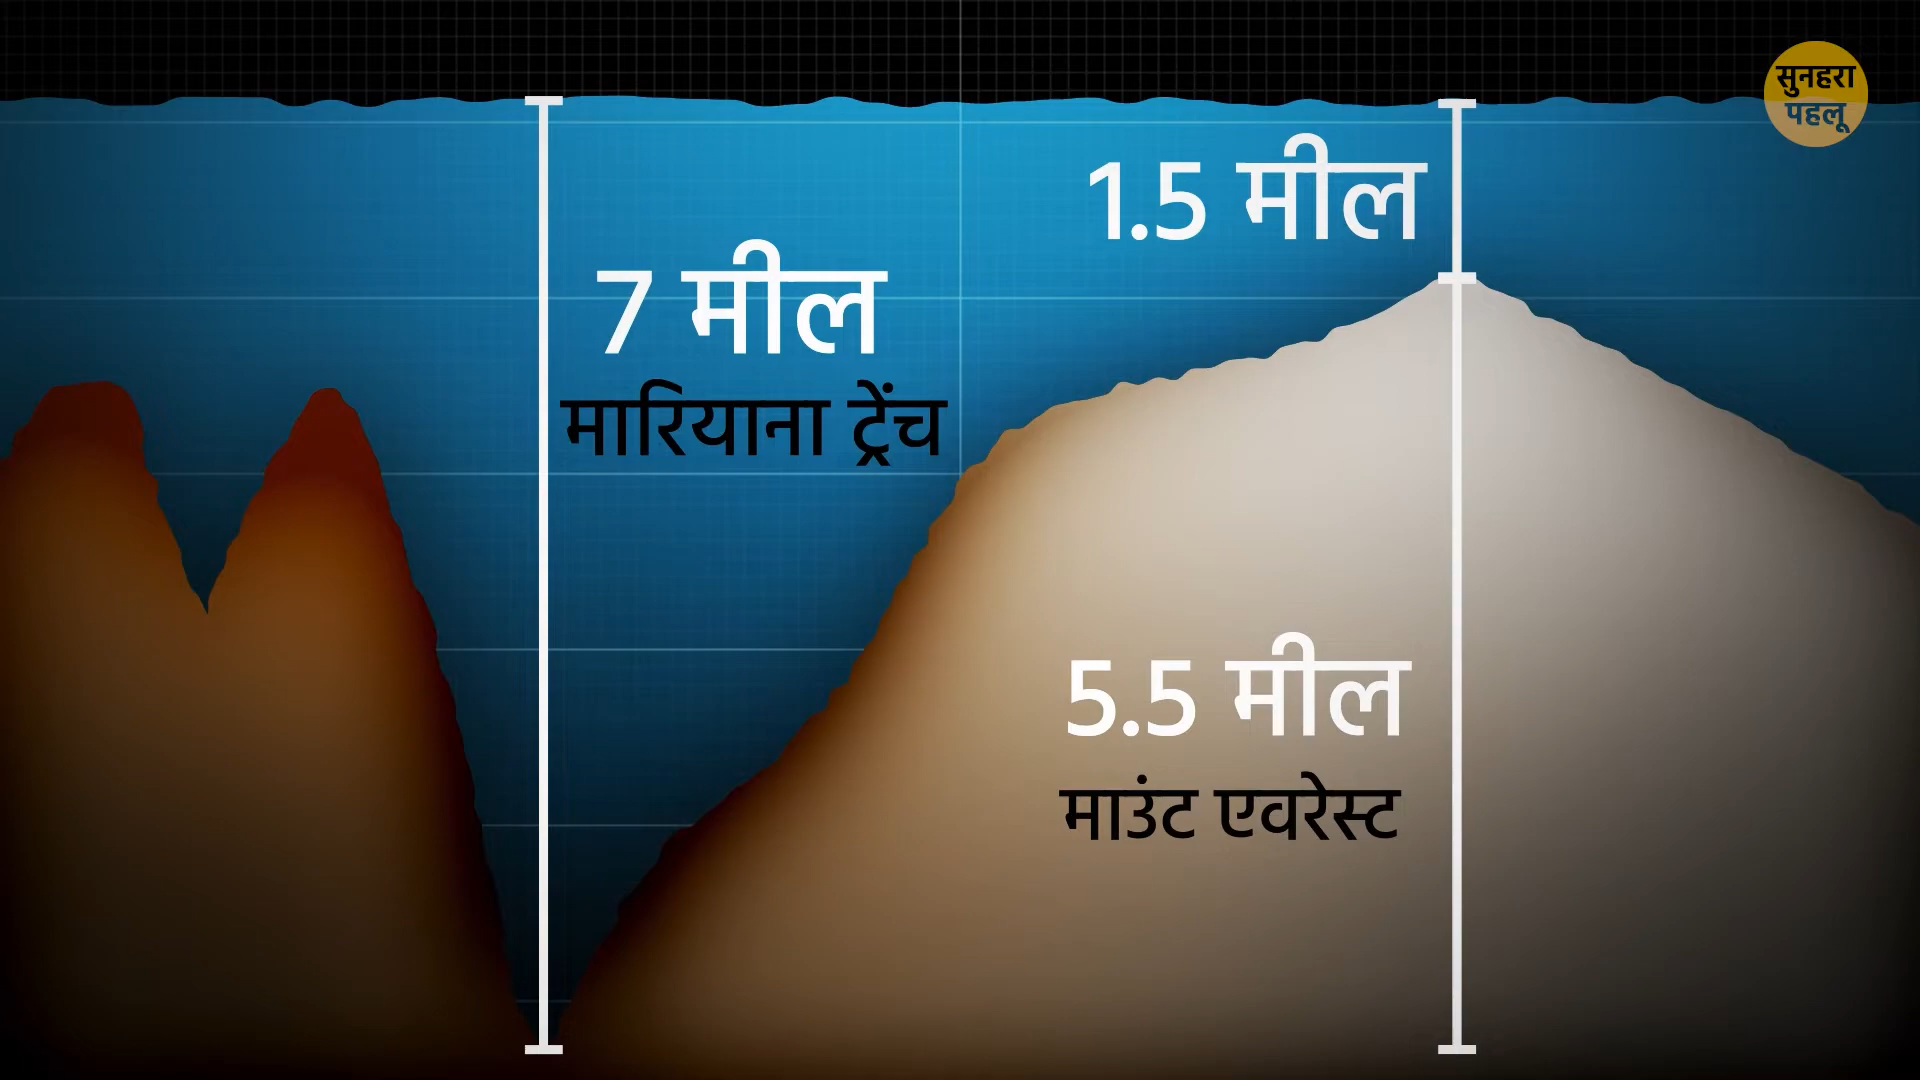 सुनहरा
पहलू
1.5 मील
7 मील
मारियाना ट्रेंच
5.5 मील
माउंट एवरेस्ट